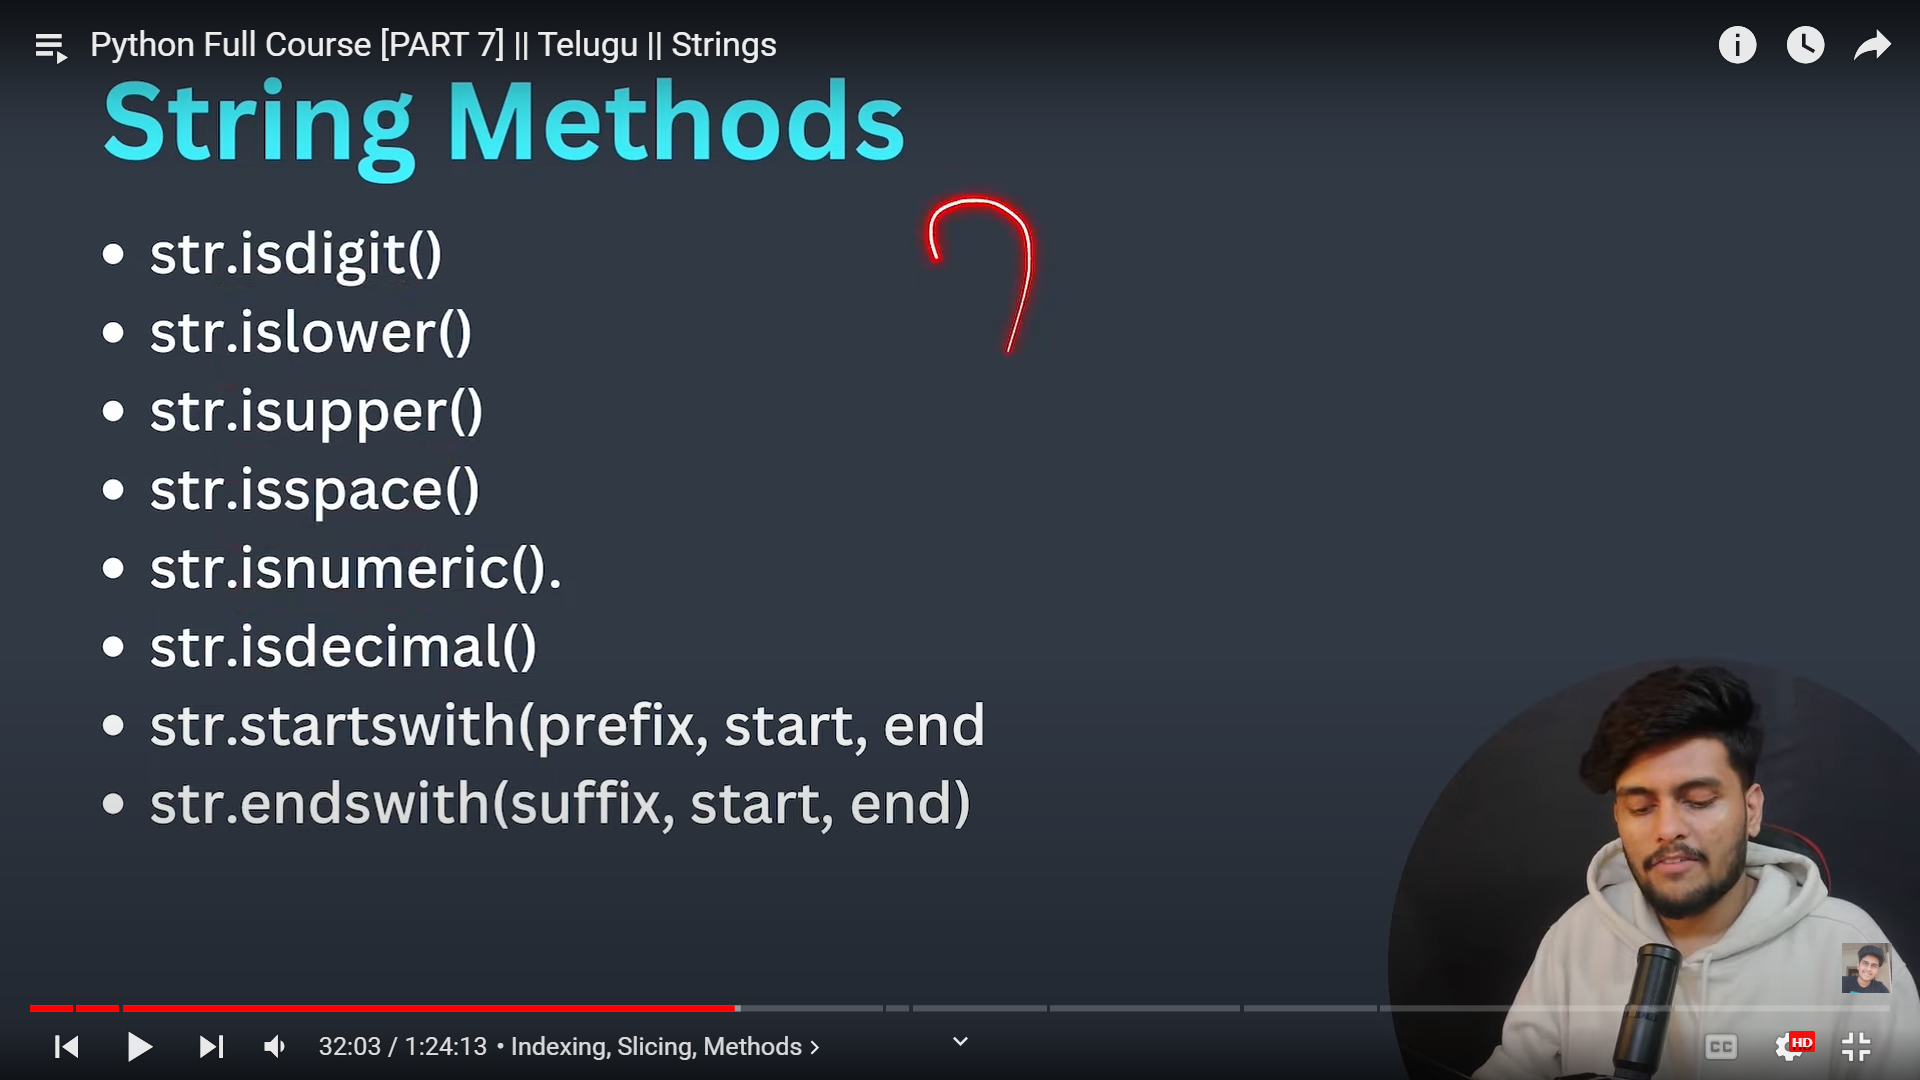 Python Full Course [PART 7] || Telugu || Strings
String Methods
• str.isdigit()
• str.islower()
• str.isupper()
• str.isspace()
• str.isnumeric().
• str.isdecimal()
• str.startswith(prefix, start, end
• str.endswith(suffix, start, end)
32:03 / 1:24:13 • Indexing, Slicing, Methods
CC
HD